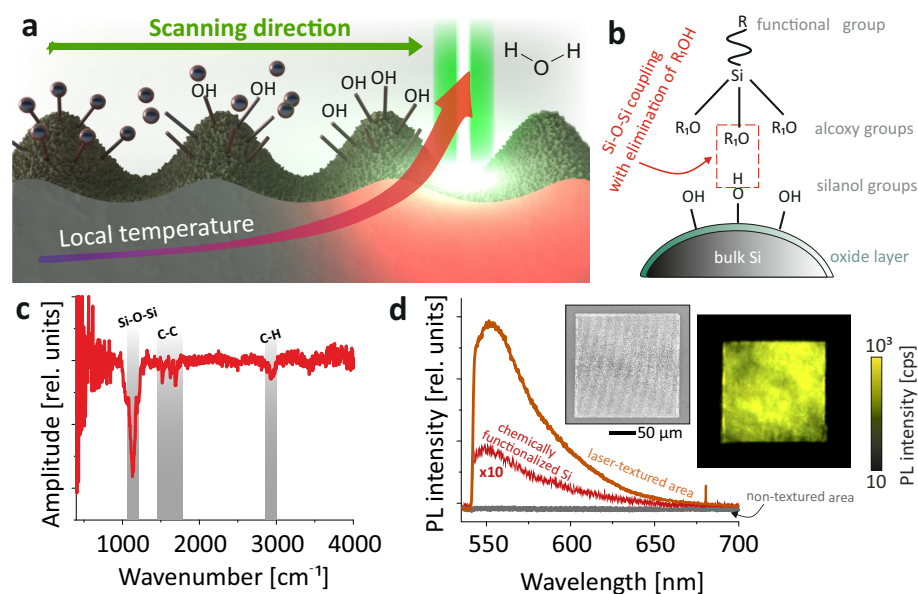 a
Scanning direction
OH
OH
OH
OH
OH
H
H
O
Local temperature
b
R
functional group
Si
R₁O
R₁O
R₁O
alcoxy groups
Si-O-Si coupling
with elimination of R₁OH
H
O
silanol groups
OH
OH
bulk Si
oxide layer
c
Si-O-Si
C-C
C-H
Amplitude [rel. units]
1000
2000
3000
4000
Wavenumber [cm⁻¹]
d
PL intensity [rel. units]
chemically
functionalized Si
x10
laser-textured area
50 µm
non-textured area
10³
10
PL intensity [cps]
550
600
650
700
Wavelength [nm]